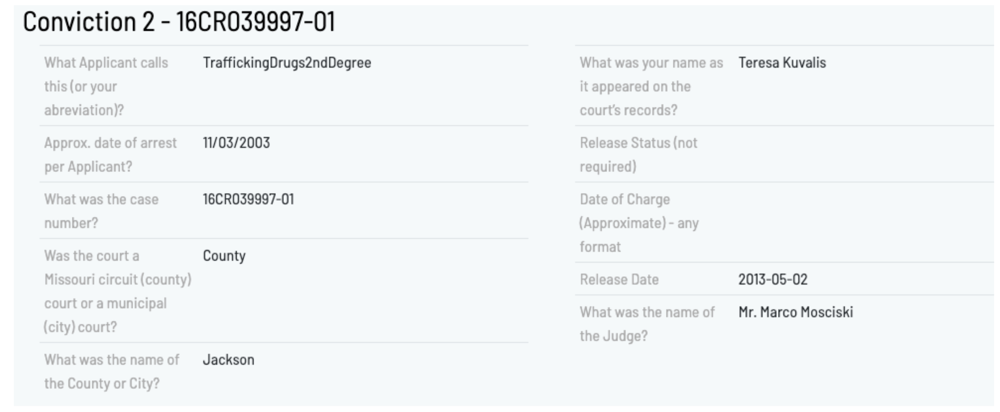 Conviction 2 - 16CR039997-01
What Applicant calls TraffickingDrugs2ndDegree
this (or your
abreviation)?
Approx. date of arrest 11/03/2003
per Applicant?
What was the case 16CR039997-01
number?
Was the court a County
Missouri circuit (county)
court or a municipal
(city) court?
What was the name of Jackson
the County or City?
What was your name as Teresa Kuvalis
it appeared on the
court's records?
Release Status (not
required)
Date of Charge
(Approximate) - any
format
Release Date 2013-05-02
What was the name of Mr. Marco Mosciski
the Judge?